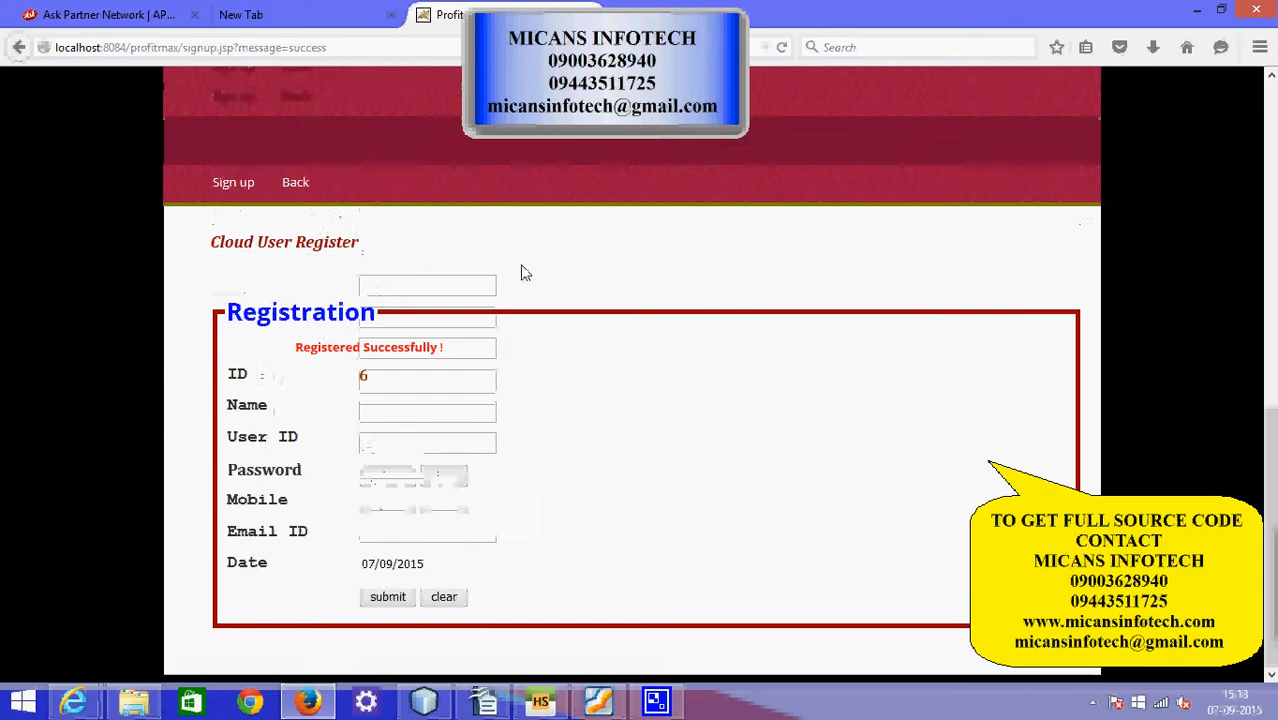 Ask Partner Network | AP...
New Tab
Profit
localhost:8084/profitmax/signup.jsp?message=success
Search
MICANS INFOTECH
09003628940
09443511725
micansinfotech@gmail.com
Sign up
Back
Cloud User Register
Registration
Registered Successfully !
ID :
6
Name
User ID
Password
Mobile
Email ID
Date
07/09/2015
submit
clear
TO GET FULL SOURCE CODE
CONTACT
MICANS INFOTECH
09003628940
09443511725
www.micansinfotech.com
micansinfotech@gmail.com
HS
15:18
07-09-2015